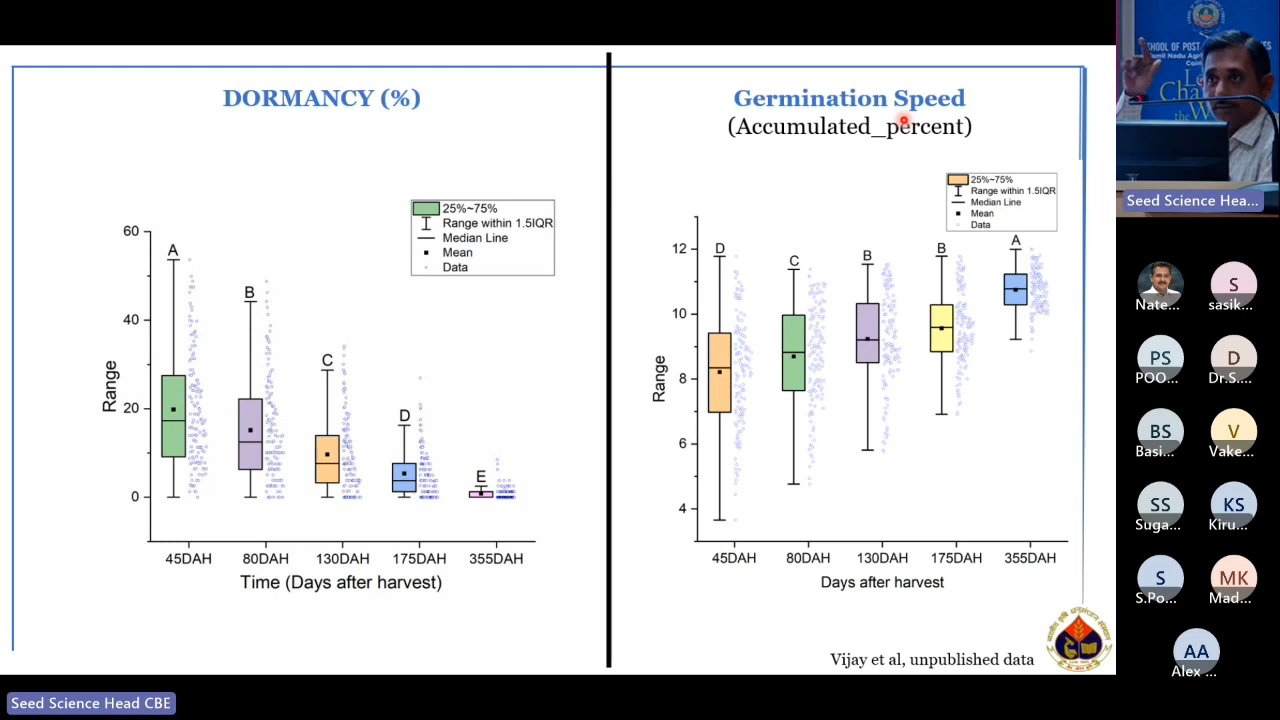 DORMANCY (%)
25%~75%
Range within 1.5IQR
Median Line
Mean
Data
60
40
20
0
Range
A
B
C
D
E
45DAH
80DAH
130DAH
175DAH
355DAH
Time (Days after harvest)
Germination Speed
(Accumulated_percent)
25%~75%
Range within 1.5IQR
Median Line
Mean
Data
12
10
8
6
4
Range
D
C
B
B
A
45DAH
80DAH
130DAH
175DAH
355DAH
Days after harvest
Vijay et al, unpublished data
Seed Science Head CBE
Seed Science Hea...
Nate...
S
sasik...
PS
POO...
D
Dr.S....
BS
Basi...
V
Vake...
SS
Suga...
KS
Kiru...
S
S.Po...
MK
Mad...
AA
Alex ...